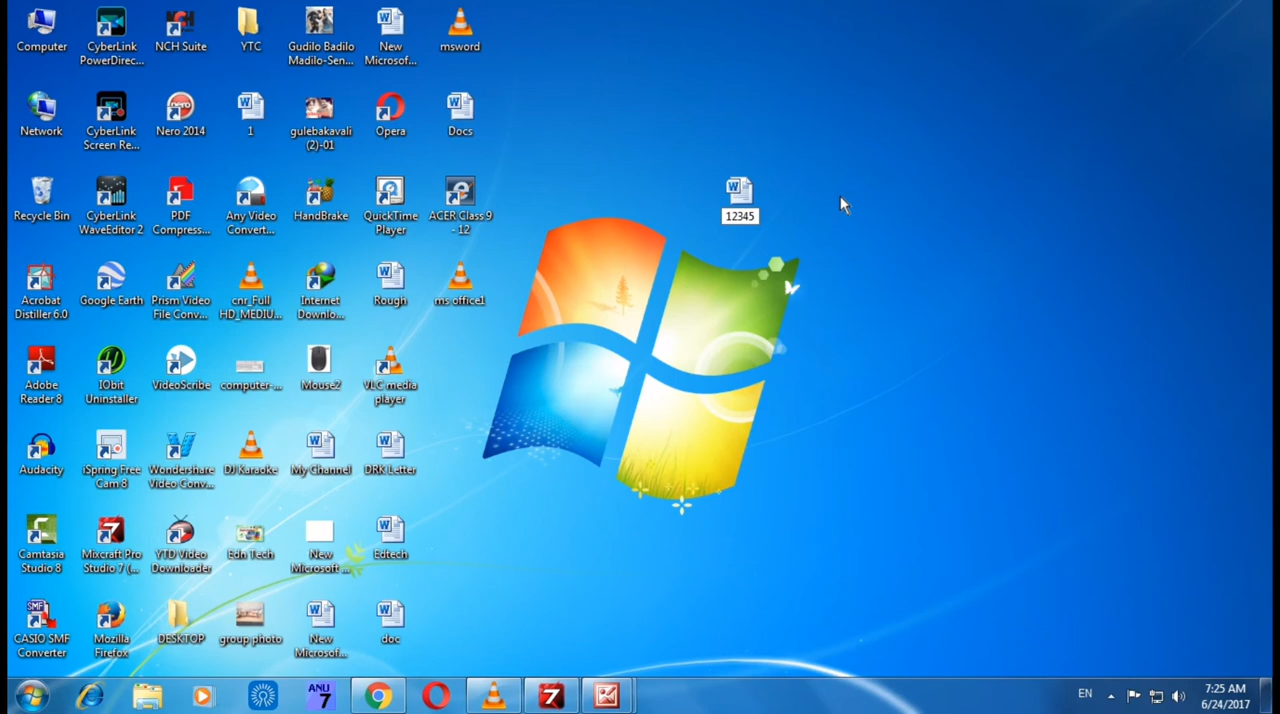 Computer
CyberLink
PowerDirec...
NCH Suite
YTC
Gudilo Badilo
Madilo-Sen...
New
Microsof...
msword
Network
CyberLink
Screen Re...
Nero 2014
1
gulebakavali
(2)-01
Opera
Docs
Recycle Bin
CyberLink
WaveEditor 2
PDF
Compress...
Any Video
Convert...
HandBrake
QuickTime
Player
ACER Class 9
- 12
12345
Acrobat
Distiller 6.0
Google Earth
Prism Video
File Conv...
cnr_Full
HD_MEDIU...
Internet
Downlo...
Rough
ms office1
Adobe
Reader 8
IObit
Uninstaller
VideoScribe
computer-...
Mouse2
VLC media
player
Audacity
iSpring Free
Cam 8
Wondershare
Video Conv...
DJ Karaoke
My Channel
DRK Letter
Camtasia
Studio 8
Mixcraft Pro
Studio 7 (...
YTD Video
Downloader
Edn Tech
New
Microsoft ...
Edtech
SMF
CASIO SMF
Converter
Mozilla
Firefox
DESKTOP
group photo
New
Microsof...
doc
ANU
7
EN
7:25 AM
6/24/2017